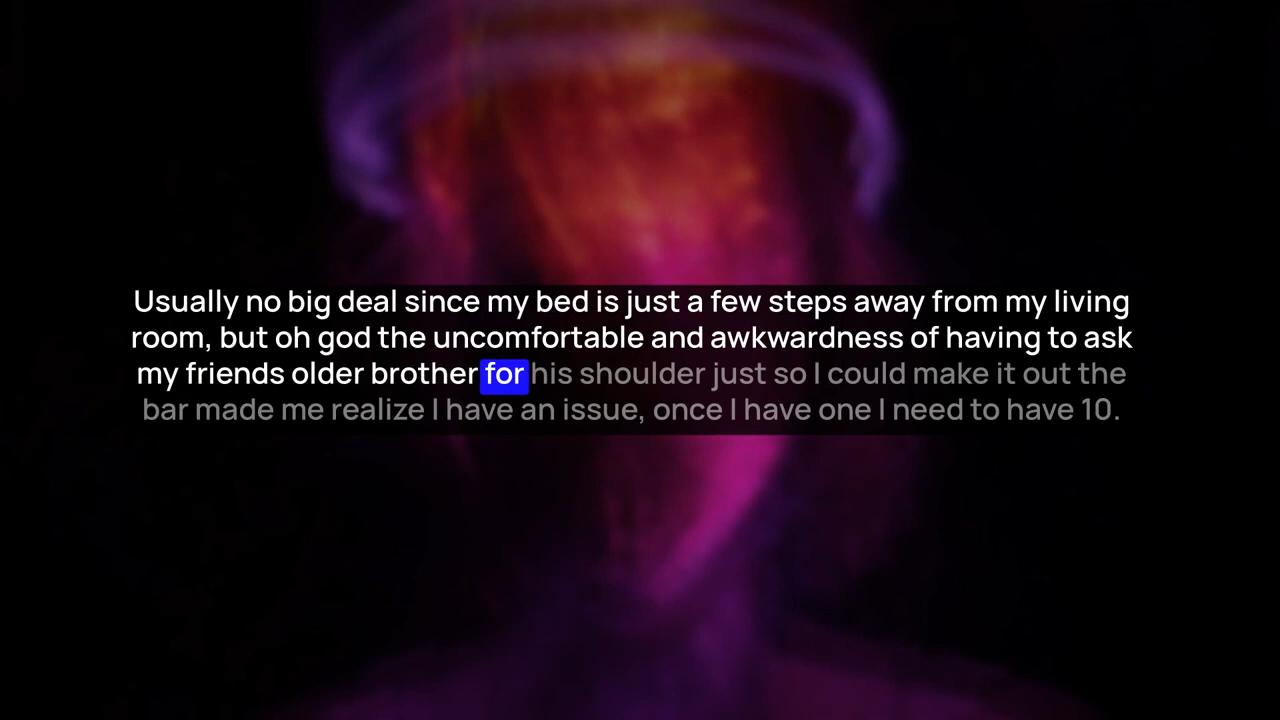 Usually no big deal since my bed is just a few steps away from my living
room, but oh god the uncomfortable and awkwardness of having to ask
my friends older brother for his shoulder just so I could make it out the
bar made me realize I have an issue, once I have one I need to have 10.